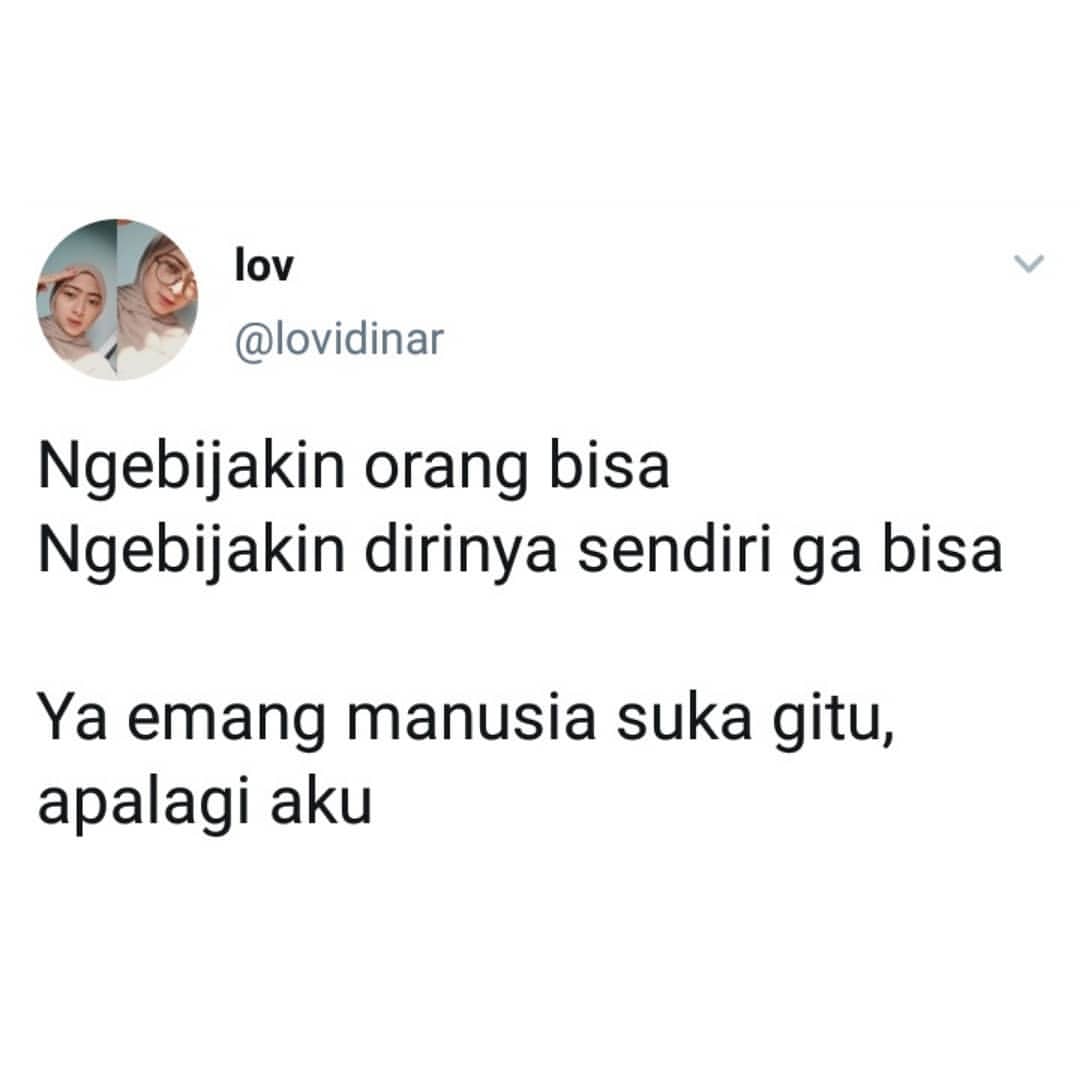 lov
@lovidinar
Ngebijakin orang bisa
Ngebijakin dirinya sendiri ga bisa
Ya emang manusia suka gitu,
apalagi aku